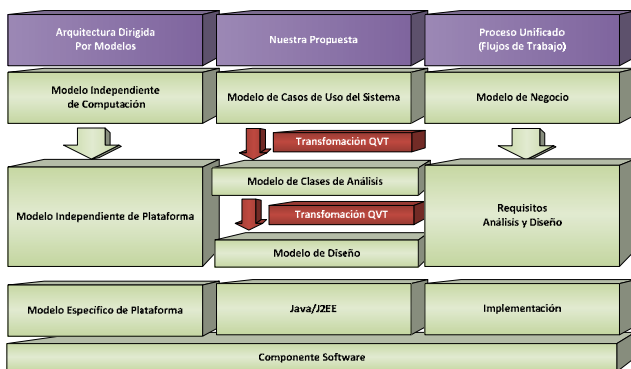 Arquitectura Dirigida
Por Modelos
Nuestra Propuesta
Proceso Unificado
(Flujos de Trabajo)
Modelo Independiente
de Computación
Modelo de Casos de Uso del Sistema
Modelo de Negocio
Transfomación QVT
Modelo de Clases de Análisis
Modelo Independiente de Plataforma
Transfomación QVT
Requisitos
Análisis y Diseño
Modelo de Diseño
Modelo Específico de Plataforma
Java/J2EE
Implementación
Componente Software